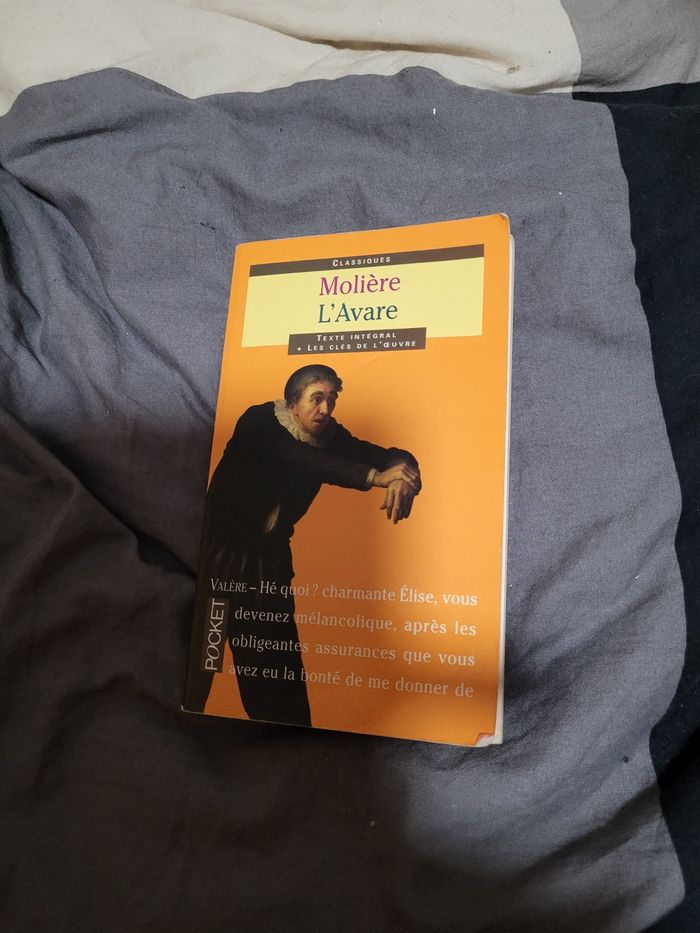 CLASSIQUES
Molière
L'Avare
TEXTE INTÉGRAL
+ LES CLÉS DE L'ŒUVRE
VALÈRE – Hé quoi ? charmante Élise, vous
devenez mélancolique, après les
obligeantes assurances que vous
avez eu la bonté de me donner de
POCKET